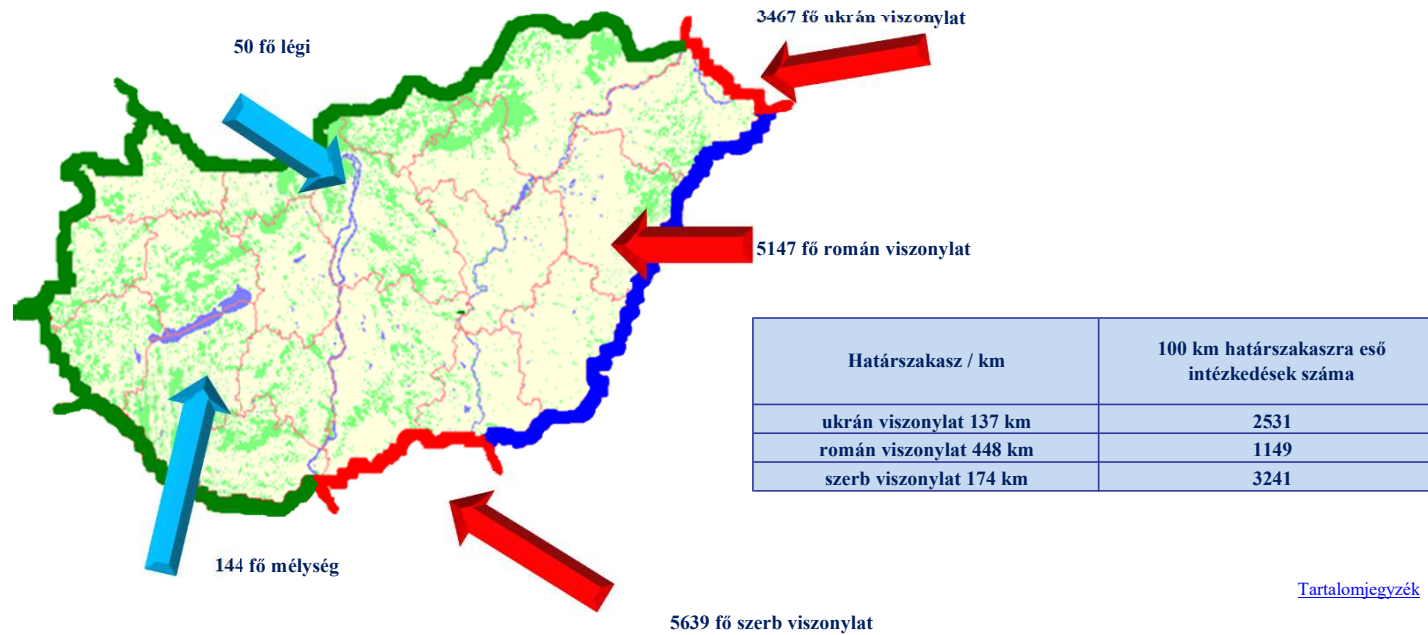 3467 fő ukrán viszonylat
50 fő légi
5147 fő román viszonylat
Határszakasz / km
100 km határszakaszra eső
intézkedések száma
ukrán viszonylat 137 km 2531
román viszonylat 448 km 1149
szerb viszonylat 174 km 3241
144 fő mélység
Tartalomjegyzék
5639 fő szerb viszonylat